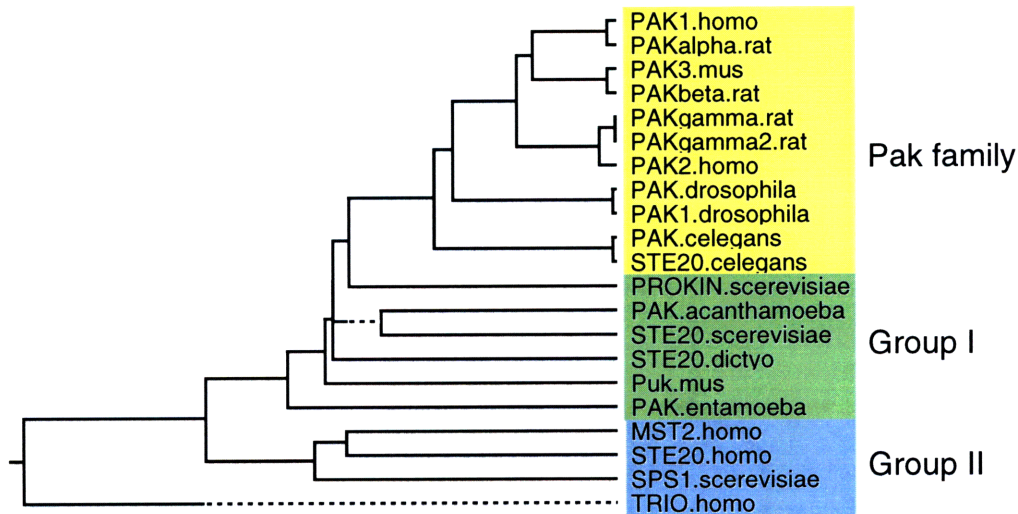 PAK1.homo
PAKalpha.rat
PAK3.mus
PAKbeta.rat
PAKgamma.rat
PAKgamma2.rat
PAK2.homo
PAK.drosophila
PAK1.drosophila
PAK.celegans
STE20.celegans
Pak family
PROKIN.scerevisiae
PAK.acanthamoeba
STE20.scerevisiae
STE20.dictyo
Puk.mus
PAK.entamoeba
Group I
MST2.homo
STE20.homo
SPS1.scerevisiae
TRIO.homo
Group II